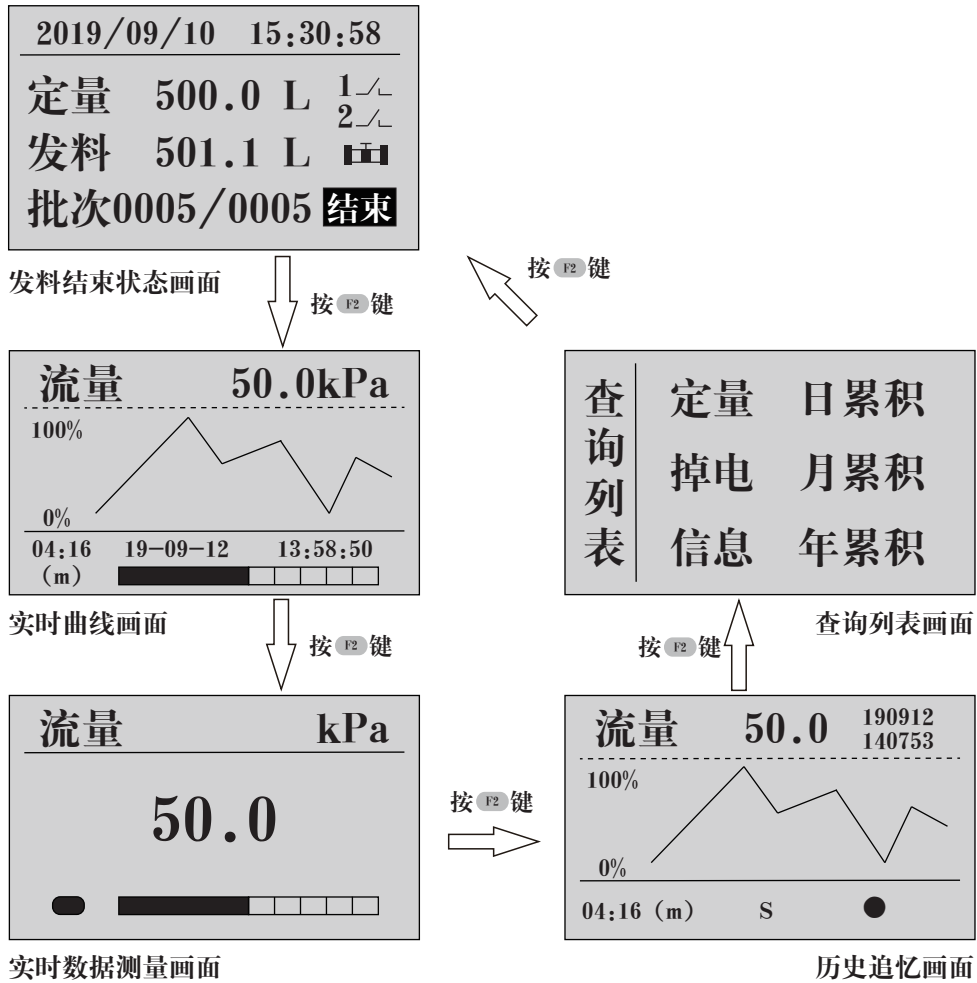 2019/09/10 15:30:58
定量 500.0 L 1
2
发料 501.1 L
批次0005/0005 结束
发料结束状态画面
按 F2 键
按 F2 键
流量 50.0kPa
100%
0%
04:16 19-09-12 13:58:50
(m)
实时曲线画面
按 F2 键
查询列表
定量 日累积
掉电 月累积
信息 年累积
查询列表画面
按 F2 键
流量 kPa
50.0
实时数据测量画面
按 F2 键
流量 50.0 190912
140753
100%
0%
04:16 (m) S
历史追忆画面